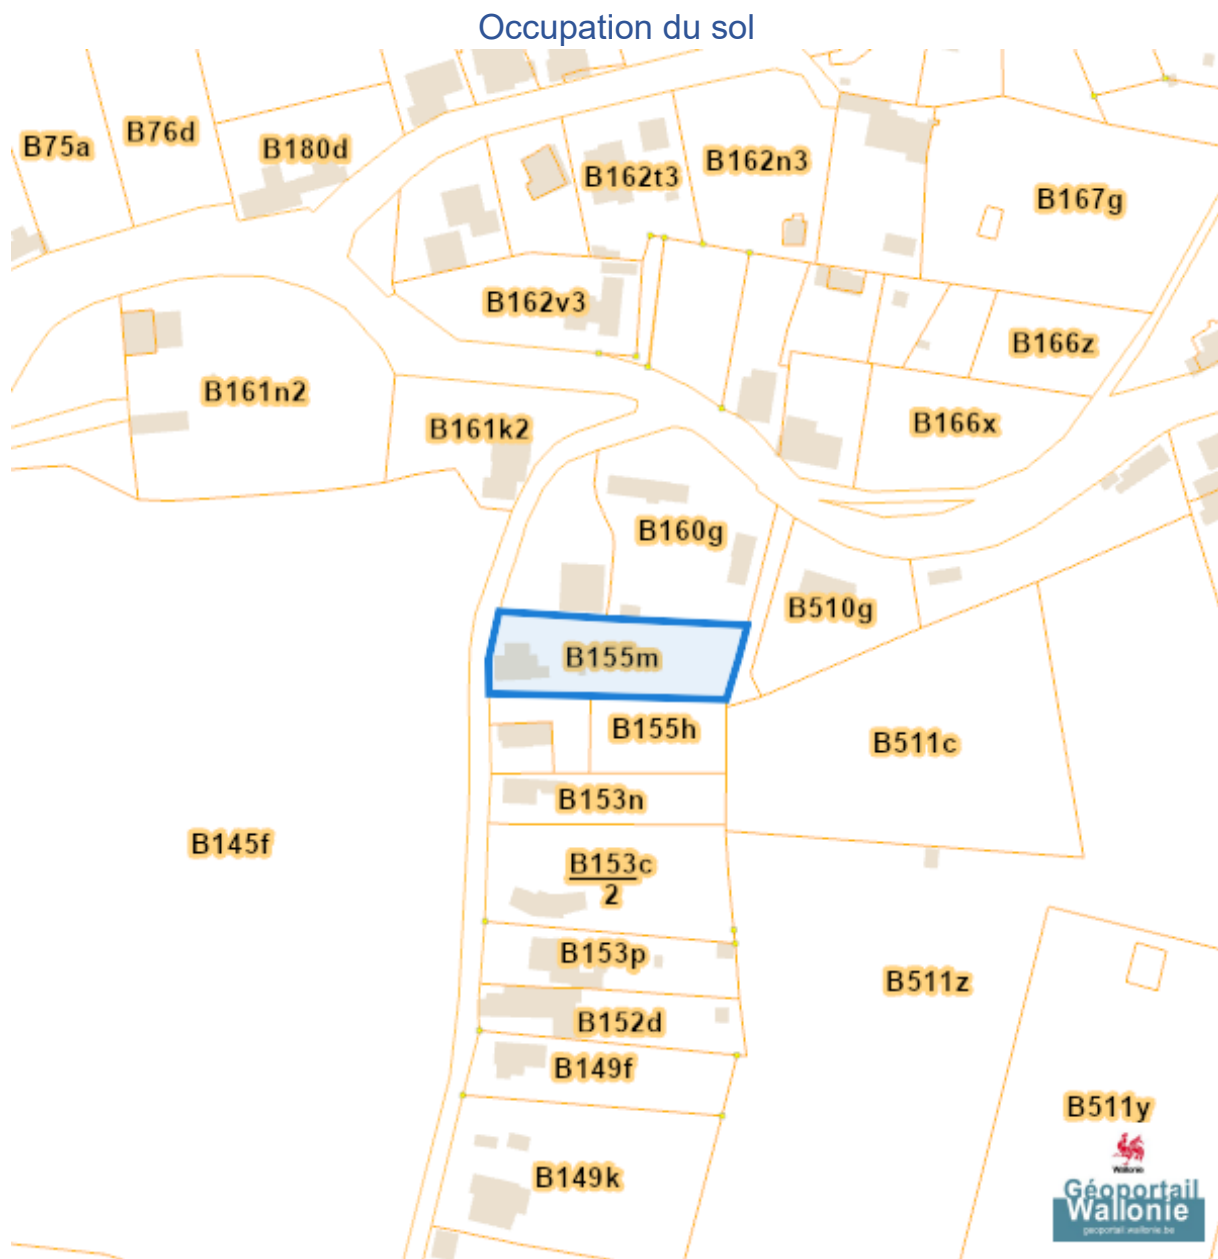 Occupation du sol
B75a
B76d
B180d
B162t3
B162n3
B167g
B162v3
B166z
B161n2
B161k2
B166x
B160g
B510g
B155m
B155h
B511c
B153n
B145f
B153c
2
B153p
B511z
B152d
B149f
B511y
B149k
Wallonie
Géoportail
Wallonie
geoportail.wallonie.be